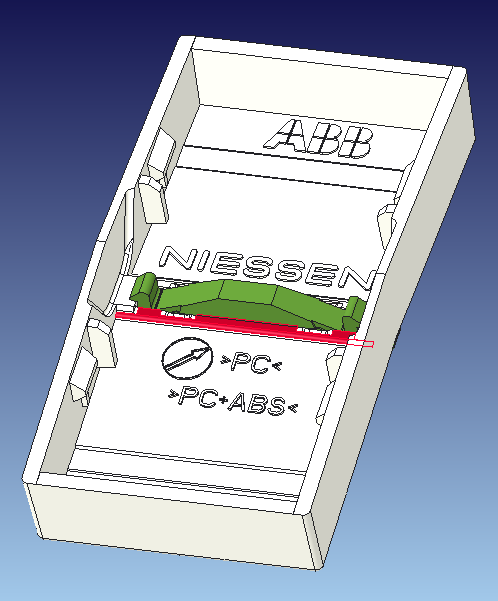 ABB
NIESSEN
>PC<
>PC+ABS<